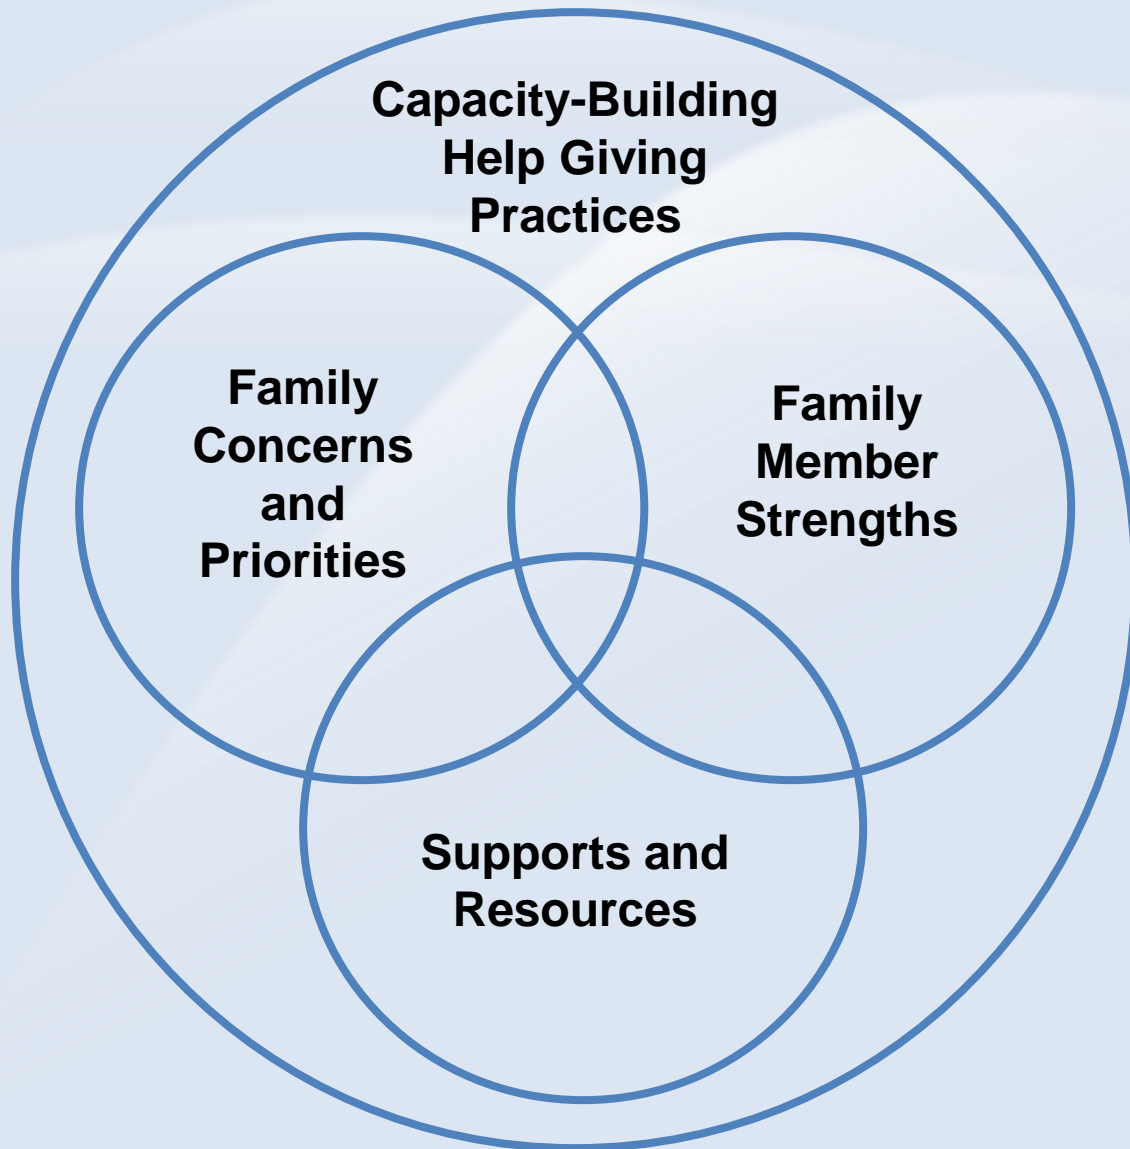 Capacity-Building
Help Giving
Practices
Family
Concerns
and
Priorities
Family
Member
Strengths
Supports and
Resources